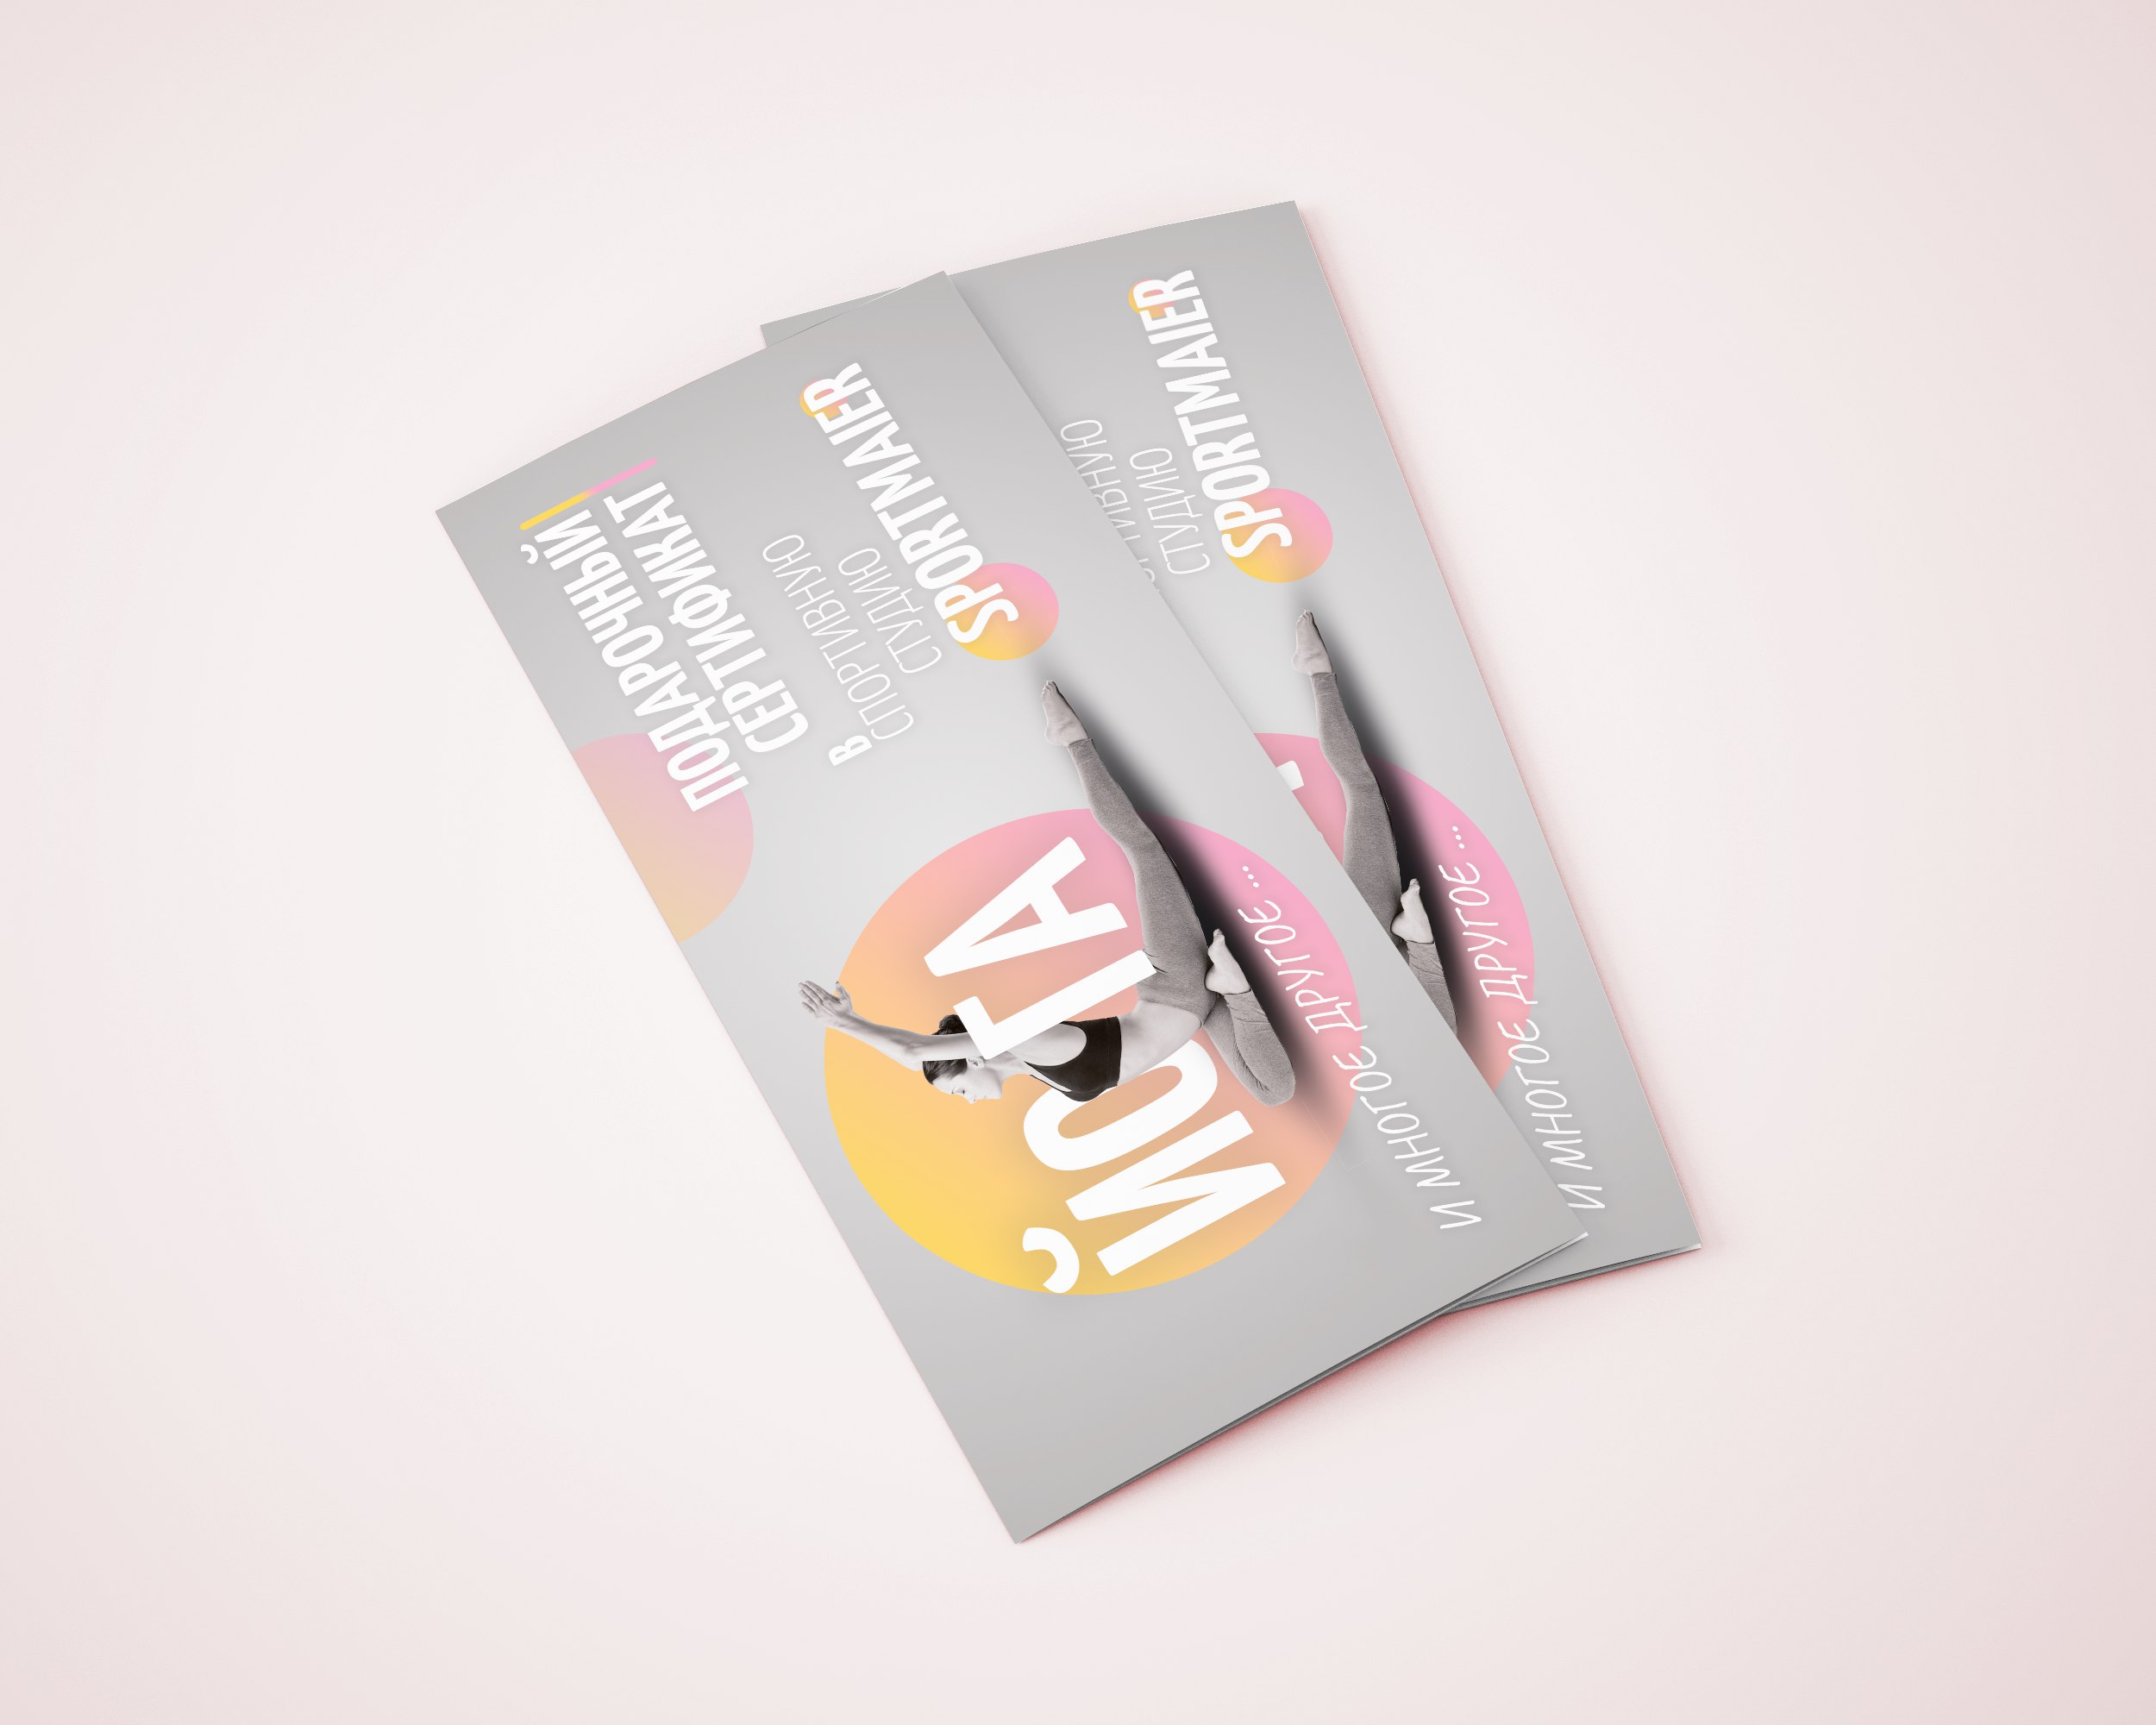 ПОДАРОЧНЫЙ
СЕРТИФИКАТ
В СПОРТИВНУЮ
СТУДИЮ
SPORTMAIER
ЙОГА
И МНОГОЕ ДРУГОЕ ...
СТУДИЮ
SPORTMAIER
И МНОГОЕ ДРУГОЕ ...